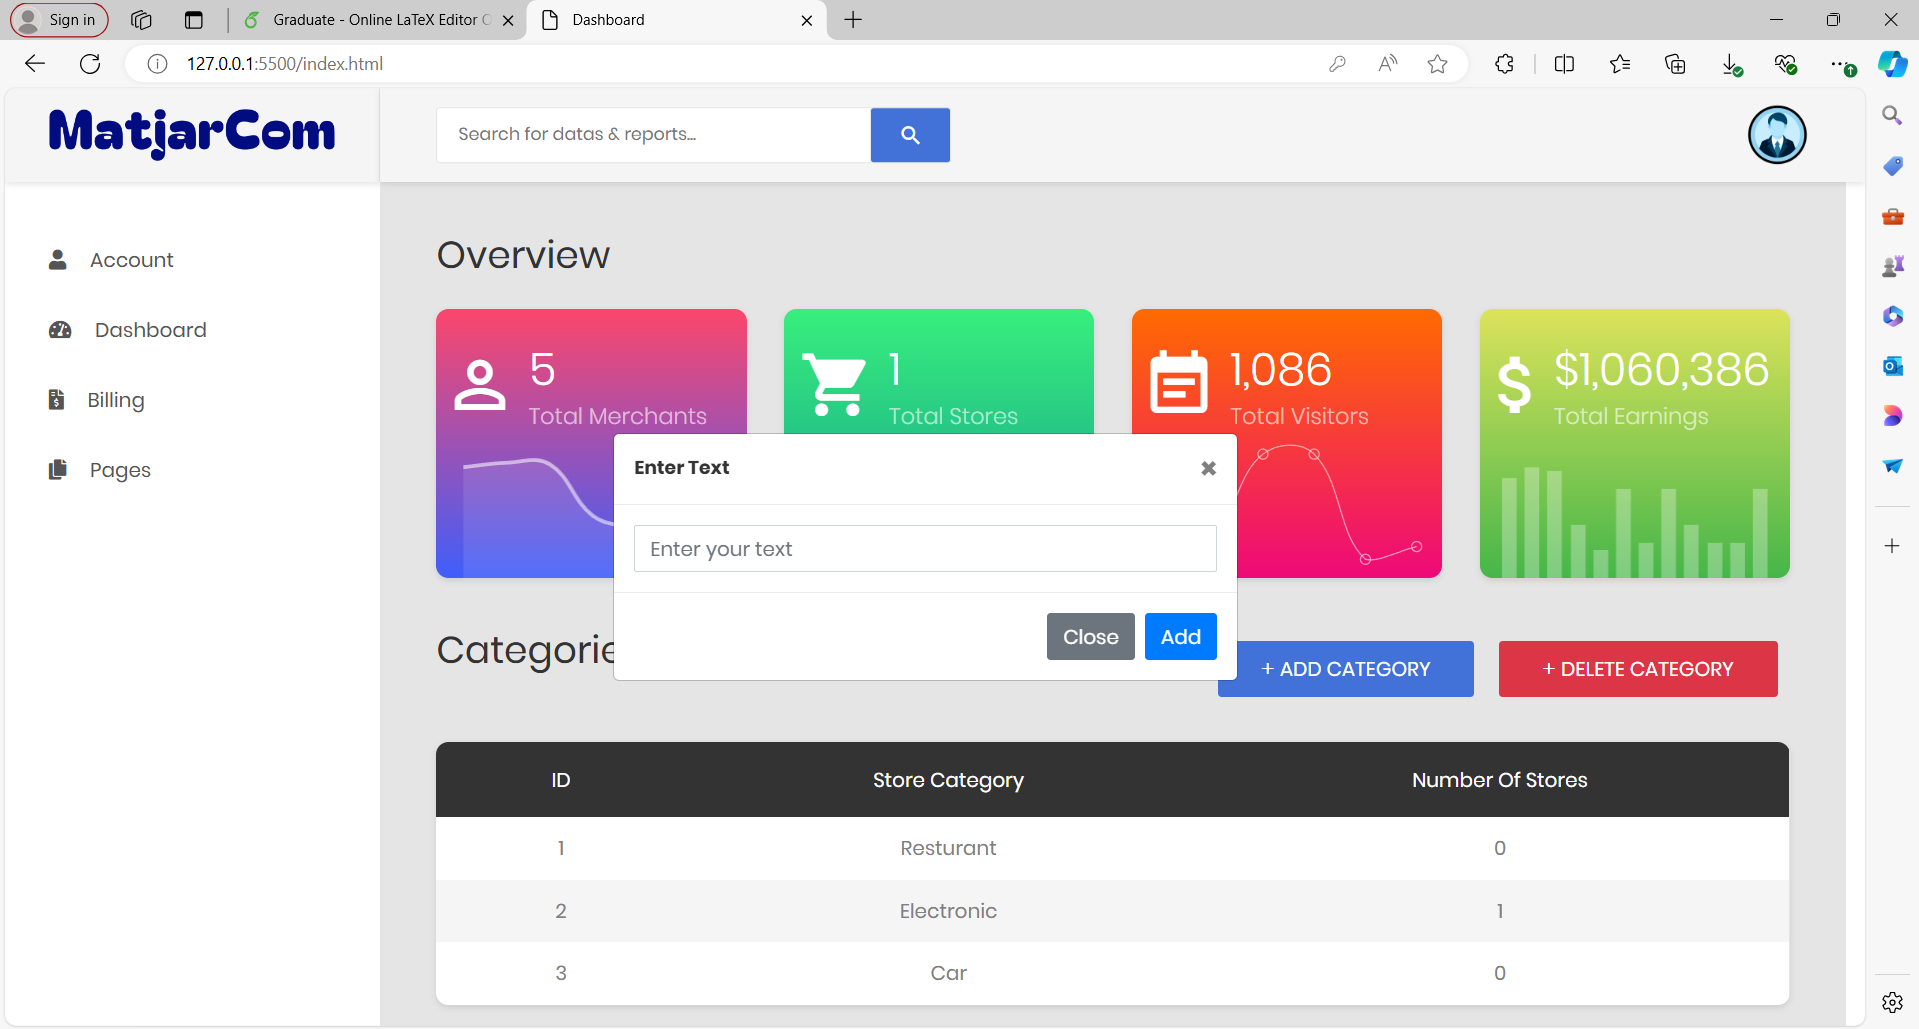 Sign in
Graduate - Online LaTeX Editor O
Dashboard
127.0.0.1:5500/index.html
MatjarCom
Search for datas & reports...
Account
Dashboard
Billing
Pages
Overview
5
Total Merchants
1
Total Stores
1,086
Total Visitors
$1,060,386
Total Earnings
Enter Text
Enter your text
Close
Add
Categorie
+ ADD CATEGORY
+ DELETE CATEGORY
ID Store Category Number Of Stores
1 Resturant 0
2 Electronic 1
3 Car 0